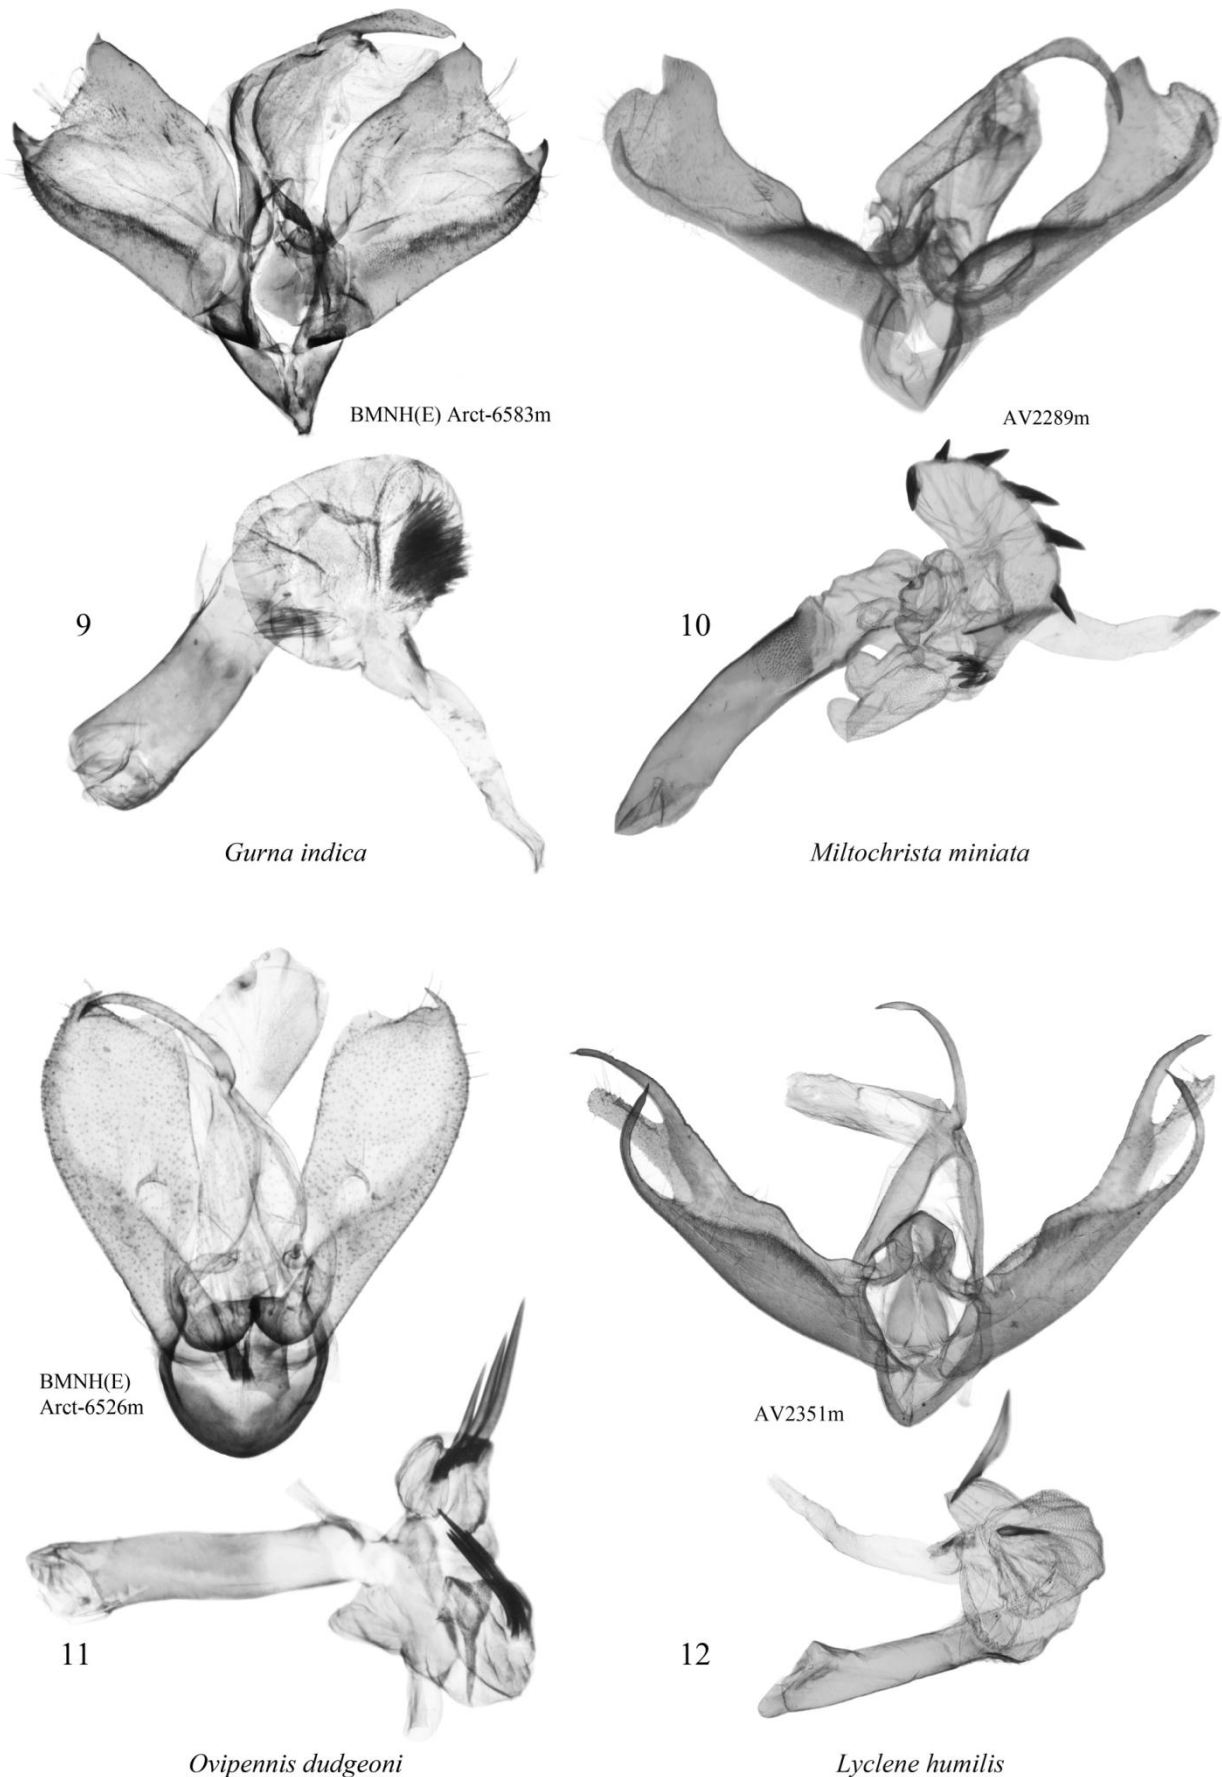 BMNH(E) Arct-6583m
AV2289m
9
10
Gurna indica
Miltochrista miniata
BMNH(E)
Arct-6526m
AV2351m
11
12
Ovipennis dudgeoni
Lyclene humilis